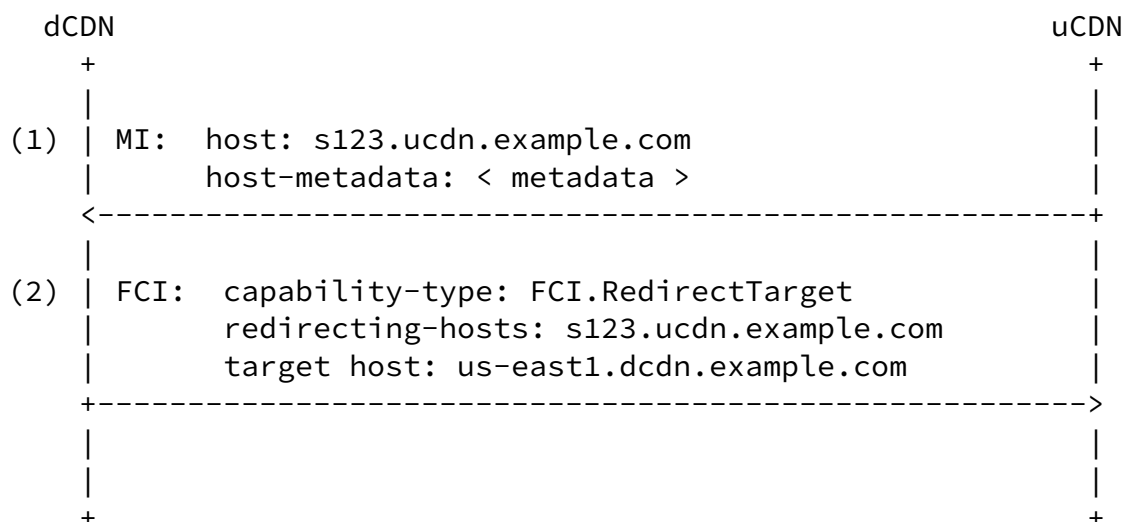 dCDN uCDN
(1) MI: host: s123.ucdn.example.com
host-metadata: < metadata >
(2) FCI: capability-type: FCI.RedirectTarget
redirecting-hosts: s123.ucdn.example.com
target host: us-east1.dcdn.example.com